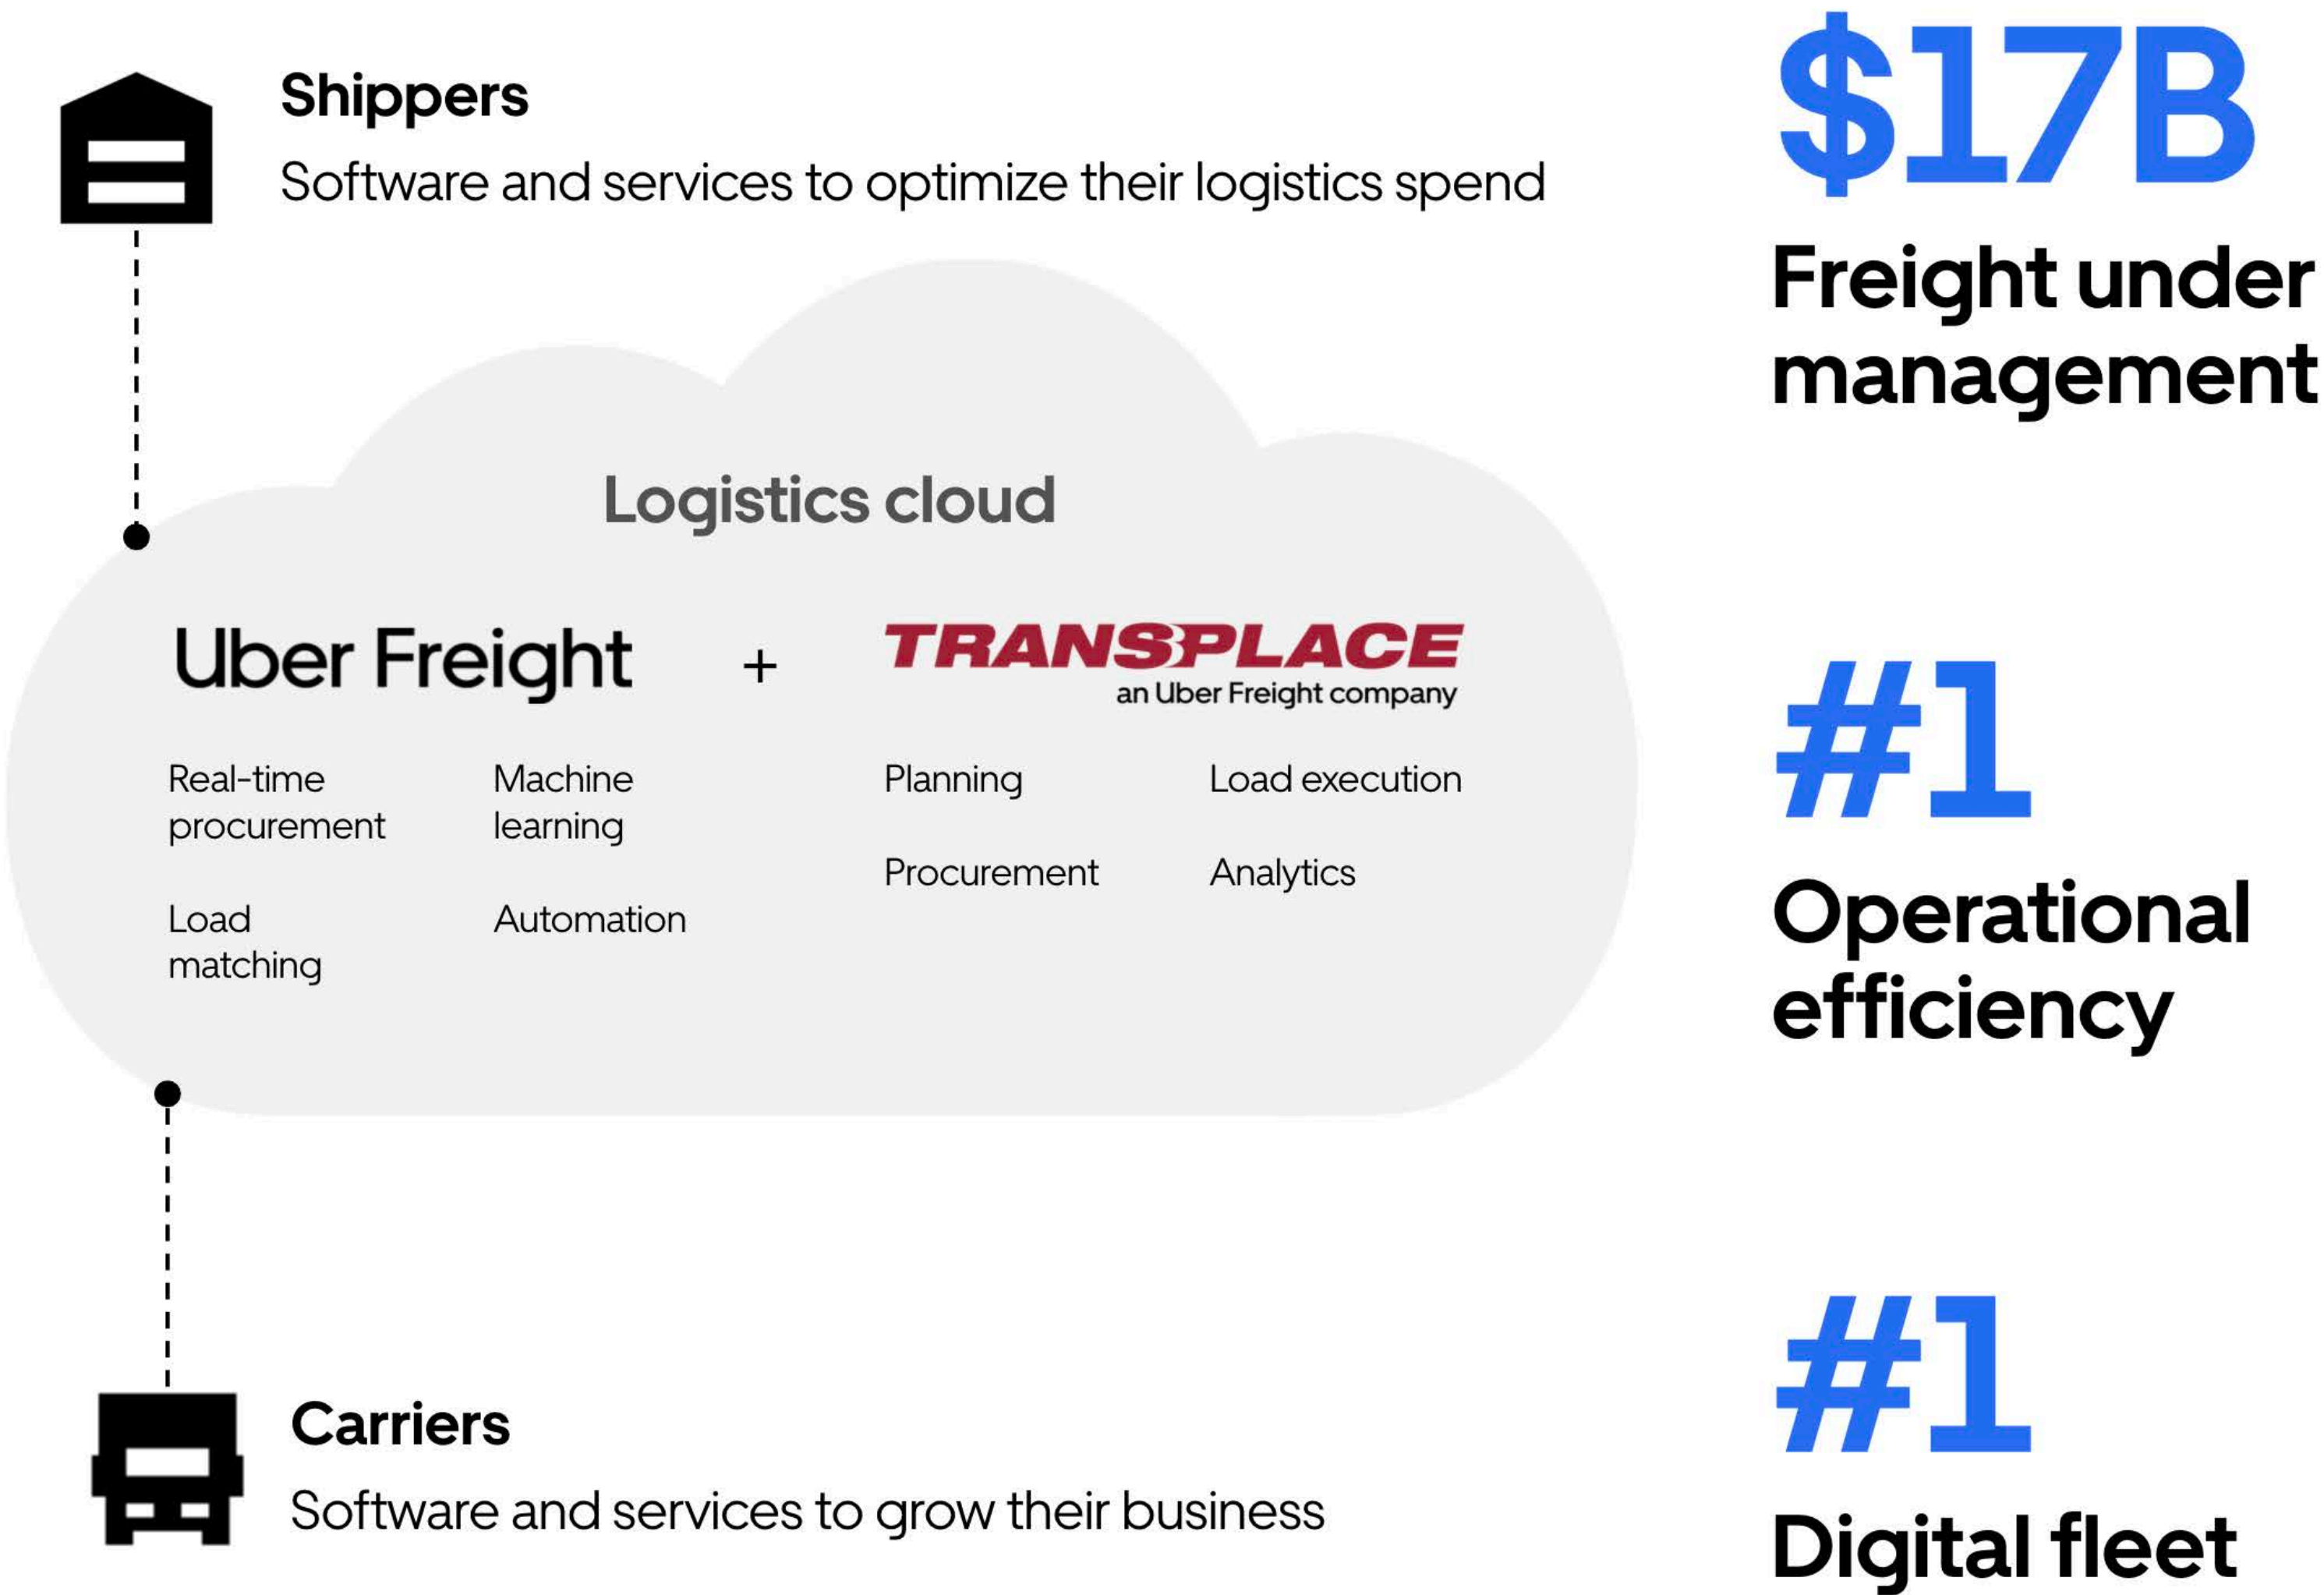 Shippers
Software and services to optimize their logistics spend
Logistics cloud
Uber Freight
+
TRANSPLACE
an Uber Freight company
Real-time
procurement
Machine
learning
Load
matching
Automation
Planning
Load execution
Procurement
Analytics
Carriers
Software and services to grow their business
$17B
Freight under
management
#1
Operational
efficiency
#1
Digital fleet